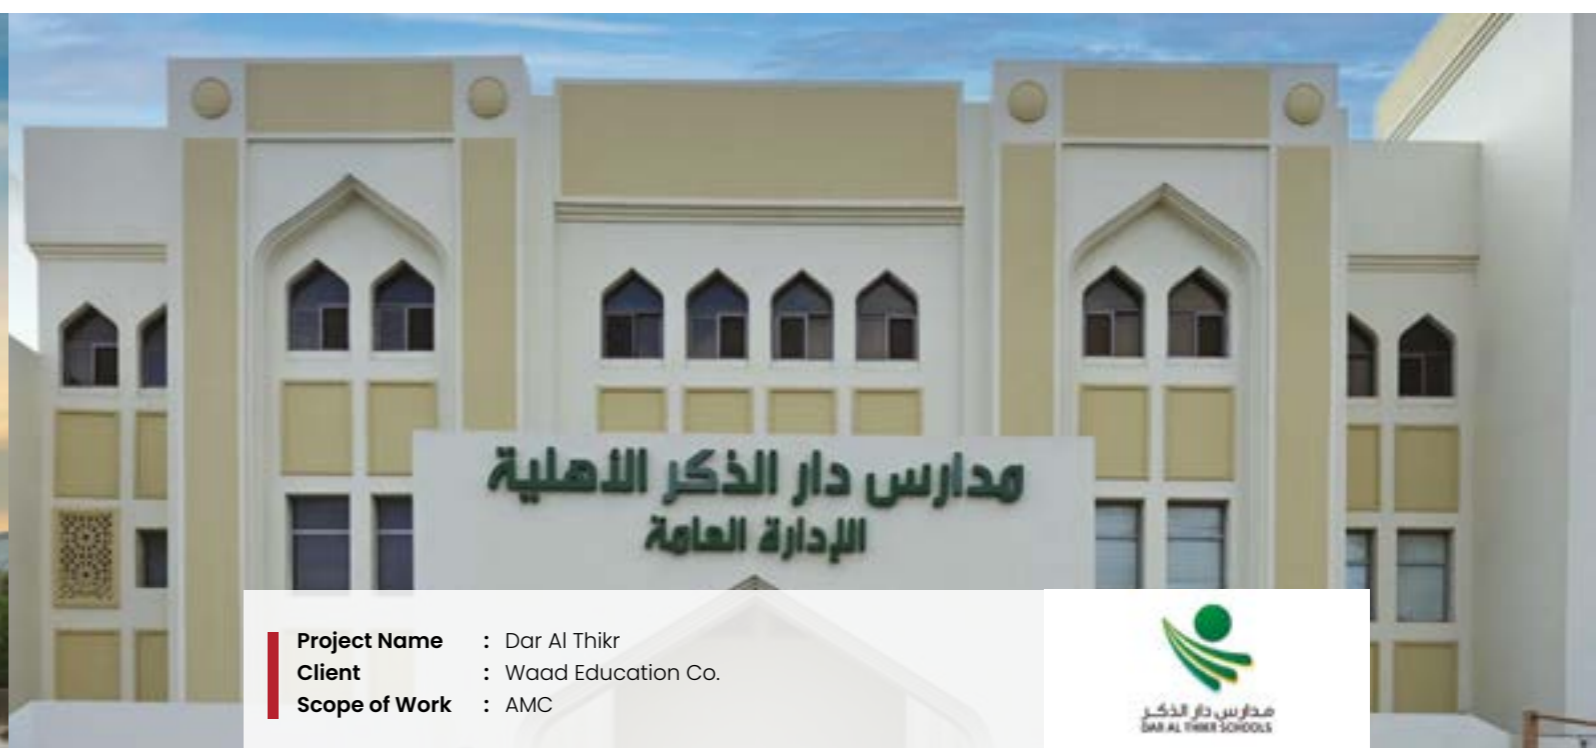 مدارس دار الذكر الأهلية
الإدارة العامة
Project Name : Dar Al Thikr
Client : Waad Education Co.
Scope of Work : AMC
مدارس دار الذكر
DAR AL THIKR SCHOOLS